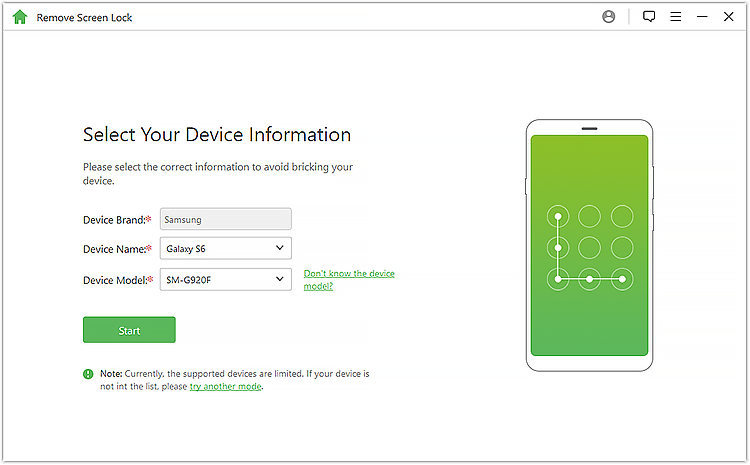 Remove Screen Lock
Select Your Device Information
Please select the correct information to avoid bricking your
device.
Device Brand:* Samsung
Device Name:* Galaxy S6
Device Model:* SM-G920F Don't know the device
model?
Start
Note: Currently, the supported devices are limited. If your device is
not int the list, please try another mode.